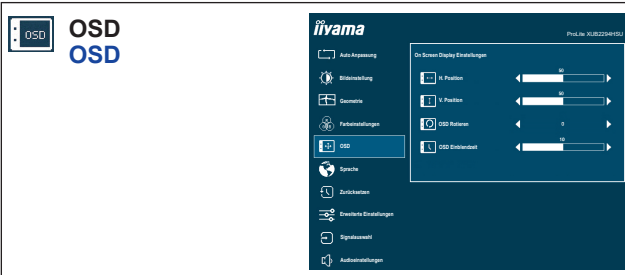 OSD
OSD
OSD
iiyama
ProLite XUB2294HSU
Auto Anpassung
Bildeinstellung
Geometrie
Farbeinstellungen
OSD
Sprache
Zurücksetzen
Erweiterte Einstellungen
Signalauswahl
Audioeinstellungen
On Screen Display Einstellungen
H. Position
50
V. Position
50
OSD Rotieren
0
OSD Einblendzeit
10